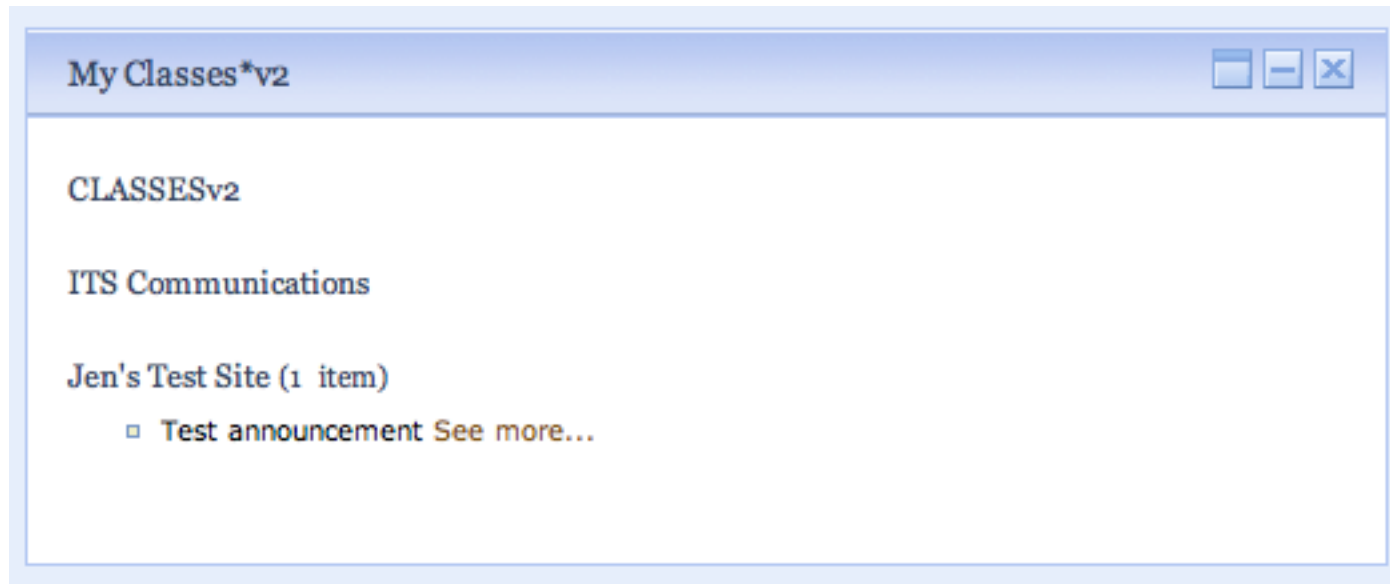 My Classes*v2
CLASSESv2
ITS Communications
Jen's Test Site (1 item)
Test announcement See more...